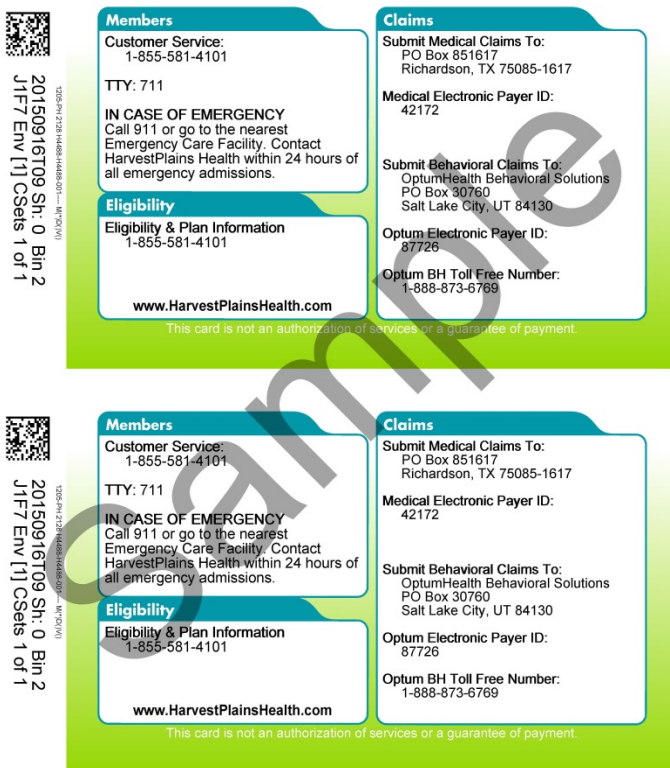 Members
Customer Service:
1-855-581-4101
TTY: 711
IN CASE OF EMERGENCY
Call 911 or go to the nearest
Emergency Care Facility. Contact
HarvestPlains Health within 24 hours of
all emergency admissions.
Eligibility
Eligibility & Plan Information
1-855-581-4101
www.HarvestPlainsHealth.com
Claims
Submit Medical Claims To:
PO Box 851617
Richardson, TX 75085-1617
Medical Electronic Payer ID:
42172
Submit Behavioral Claims To:
OptumHealth Behavioral Solutions
PO Box 30760
Salt Lake City, UT 84130
Optum Electronic Payer ID:
87726
Optum BH Toll Free Number:
1-888-873-6769
This card is not an authorization of services or a guarantee of payment.
20150916T09 Sh: 0 Bin 2
J1F7 Env [1] CSets 1 of 1
Members
Customer Service:
1-855-581-4101
TTY: 711
IN CASE OF EMERGENCY
Call 911 or go to the nearest
Emergency Care Facility. Contact
HarvestPlains Health within 24 hours of
all emergency admissions.
Eligibility
Eligibility & Plan Information
1-855-581-4101
www.HarvestPlainsHealth.com
Claims
Submit Medical Claims To:
PO Box 851617
Richardson, TX 75085-1617
Medical Electronic Payer ID:
42172
Submit Behavioral Claims To:
OptumHealth Behavioral Solutions
PO Box 30760
Salt Lake City, UT 84130
Optum Electronic Payer ID:
87726
Optum BH Toll Free Number:
1-888-873-6769
This card is not an authorization of services or a guarantee of payment.
20150916T09 Sh: 0 Bin 2
J1F7 Env [1] CSets 1 of 1
Sample